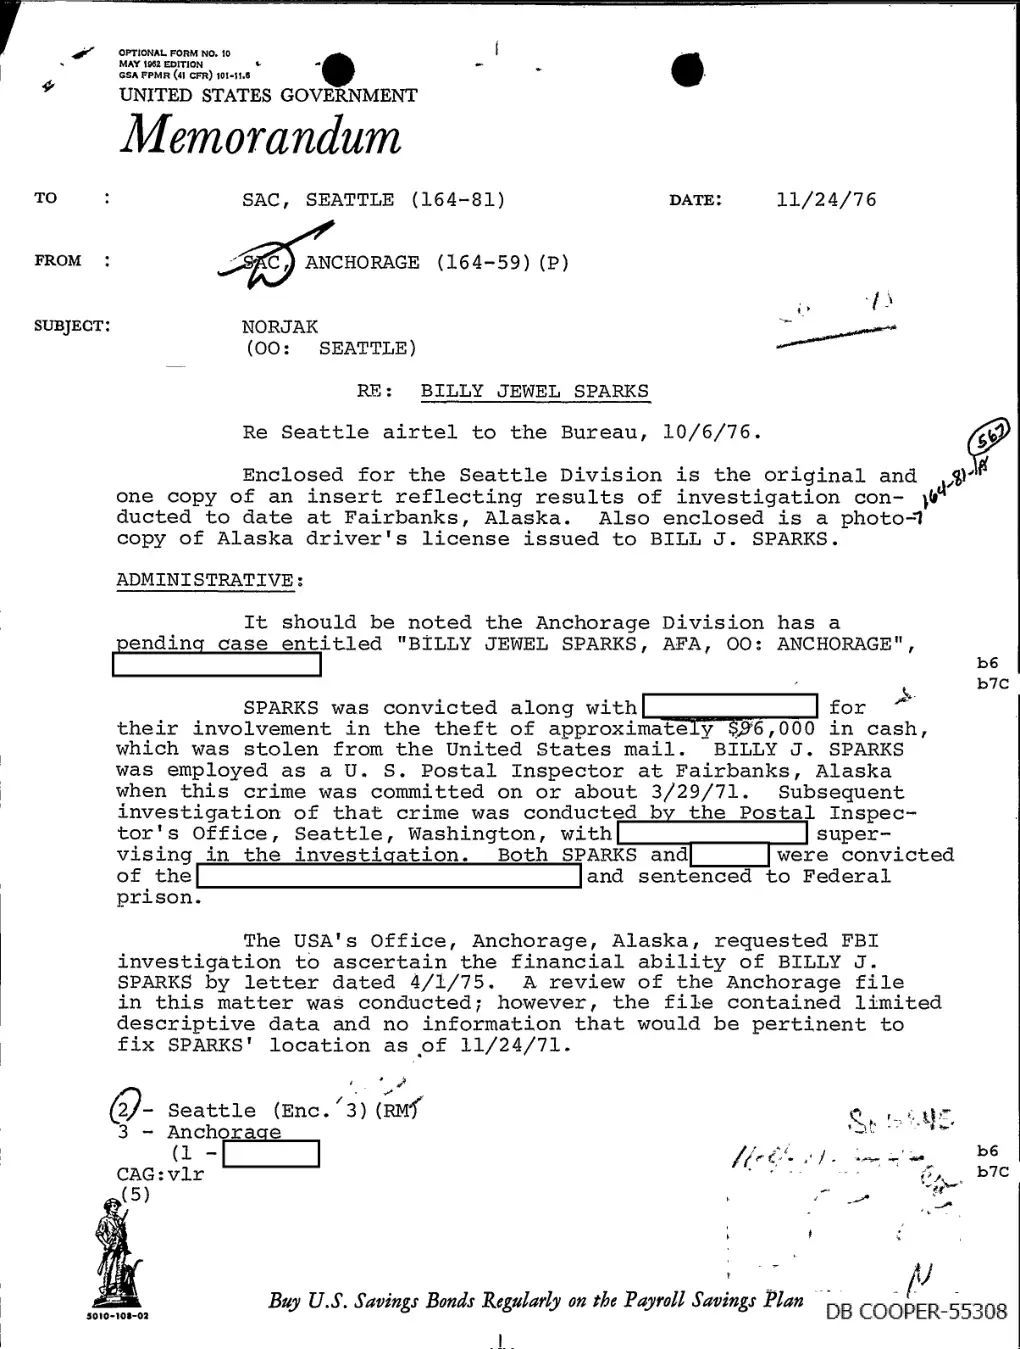 OPTIONAL FORM NO. 10
MAY 1962 EDITION
GSA FPMR (41 CFR) 101-11.6
UNITED STATES GOVERNMENT
Memorandum
TO : SAC, SEATTLE (164-81) DATE: 11/24/76
FROM : SAC, ANCHORAGE (164-59)(P)
SUBJECT: NORJAK
(OO: SEATTLE)
RE: BILLY JEWEL SPARKS
Re Seattle airtel to the Bureau, 10/6/76.
567
164-81-1A
Enclosed for the Seattle Division is the original and
one copy of an insert reflecting results of investigation con-
ducted to date at Fairbanks, Alaska. Also enclosed is a photo-
copy of Alaska driver's license issued to BILL J. SPARKS.
ADMINISTRATIVE:
It should be noted the Anchorage Division has a
pending case entitled "BILLY JEWEL SPARKS, AFA, OO: ANCHORAGE",
b6
b7C
SPARKS was convicted along with for
their involvement in the theft of approximately $96,000 in cash,
which was stolen from the United States mail. BILLY J. SPARKS
was employed as a U. S. Postal Inspector at Fairbanks, Alaska
when this crime was committed on or about 3/29/71. Subsequent
investigation of that crime was conducted by the Postal Inspec-
tor's Office, Seattle, Washington, with super-
vising in the investigation. Both SPARKS and were convicted
of the and sentenced to Federal
prison.
The USA's Office, Anchorage, Alaska, requested FBI
investigation to ascertain the financial ability of BILLY J.
SPARKS by letter dated 4/1/75. A review of the Anchorage file
in this matter was conducted; however, the file contained limited
descriptive data and no information that would be pertinent to
fix SPARKS' location as of 11/24/71.
2 - Seattle (Enc. 3)(RM)
3 - Anchorage
(1 -
b6
b7C
CAG:vlr
(5)
5010-108-02
Buy U.S. Savings Bonds Regularly on the Payroll Savings Plan
N
DB COOPER-55308